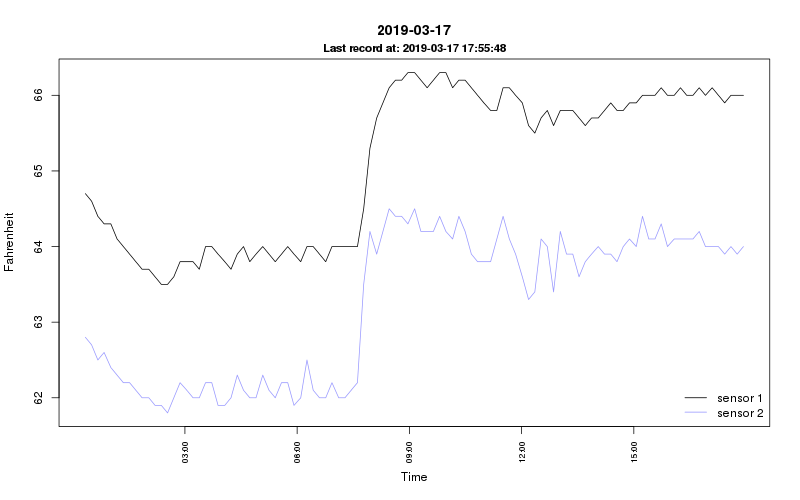 2019-03-17
Last record at: 2019-03-17 17:55:48
Fahrenheit
66
65
64
63
62
sensor 1
sensor 2
03:00
06:00
09:00
12:00
15:00
Time